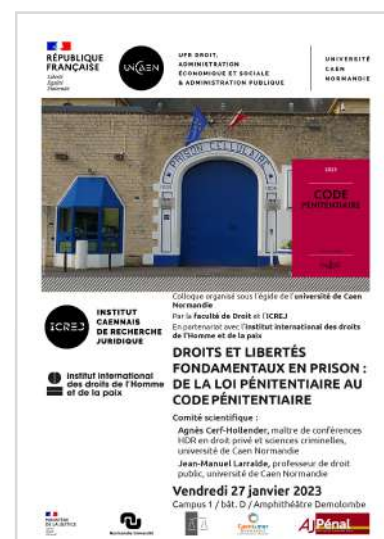 RÉPUBLIQUE
FRANÇAISE
Liberté
Égalité
Fraternité
UNICAEN
UFR DROIT,
ADMINISTRATION
ÉCONOMIQUE ET SOCIALE
& ADMINISTRATION PUBLIQUE
UNIVERSITÉ
CAEN
NORMANDIE
PRISON CELLULAIRE
2023
CODE
PÉNITENTIAIRE
Colloque organisé sous l'égide de l'université de Caen
Normandie
Par la Faculté de Droit et l'ICREJ
En partenariat avec l'Institut international des droits
de l'Homme et de la paix
ICREJ
INSTITUT
CAENNAIS
DE RECHERCHE
JURIDIQUE
Institut international
des droits de l'Homme
et de la paix
DROITS ET LIBERTÉS
FONDAMENTAUX EN PRISON :
DE LA LOI PÉNITENTIAIRE AU
CODE PÉNITENTIAIRE
Comité scientifique :
Agnès Cerf-Hollender, maître de conférences
HDR en droit privé et sciences criminelles,
université de Caen Normandie
Jean-Manuel Larralde, professeur de droit
public, université de Caen Normandie
Vendredi 27 janvier 2023
Campus 1 / bât. D / Amphithéâtre Demolombe
MINISTÈRE
DE LA JUSTICE
Normandie Université
AJ Pénal